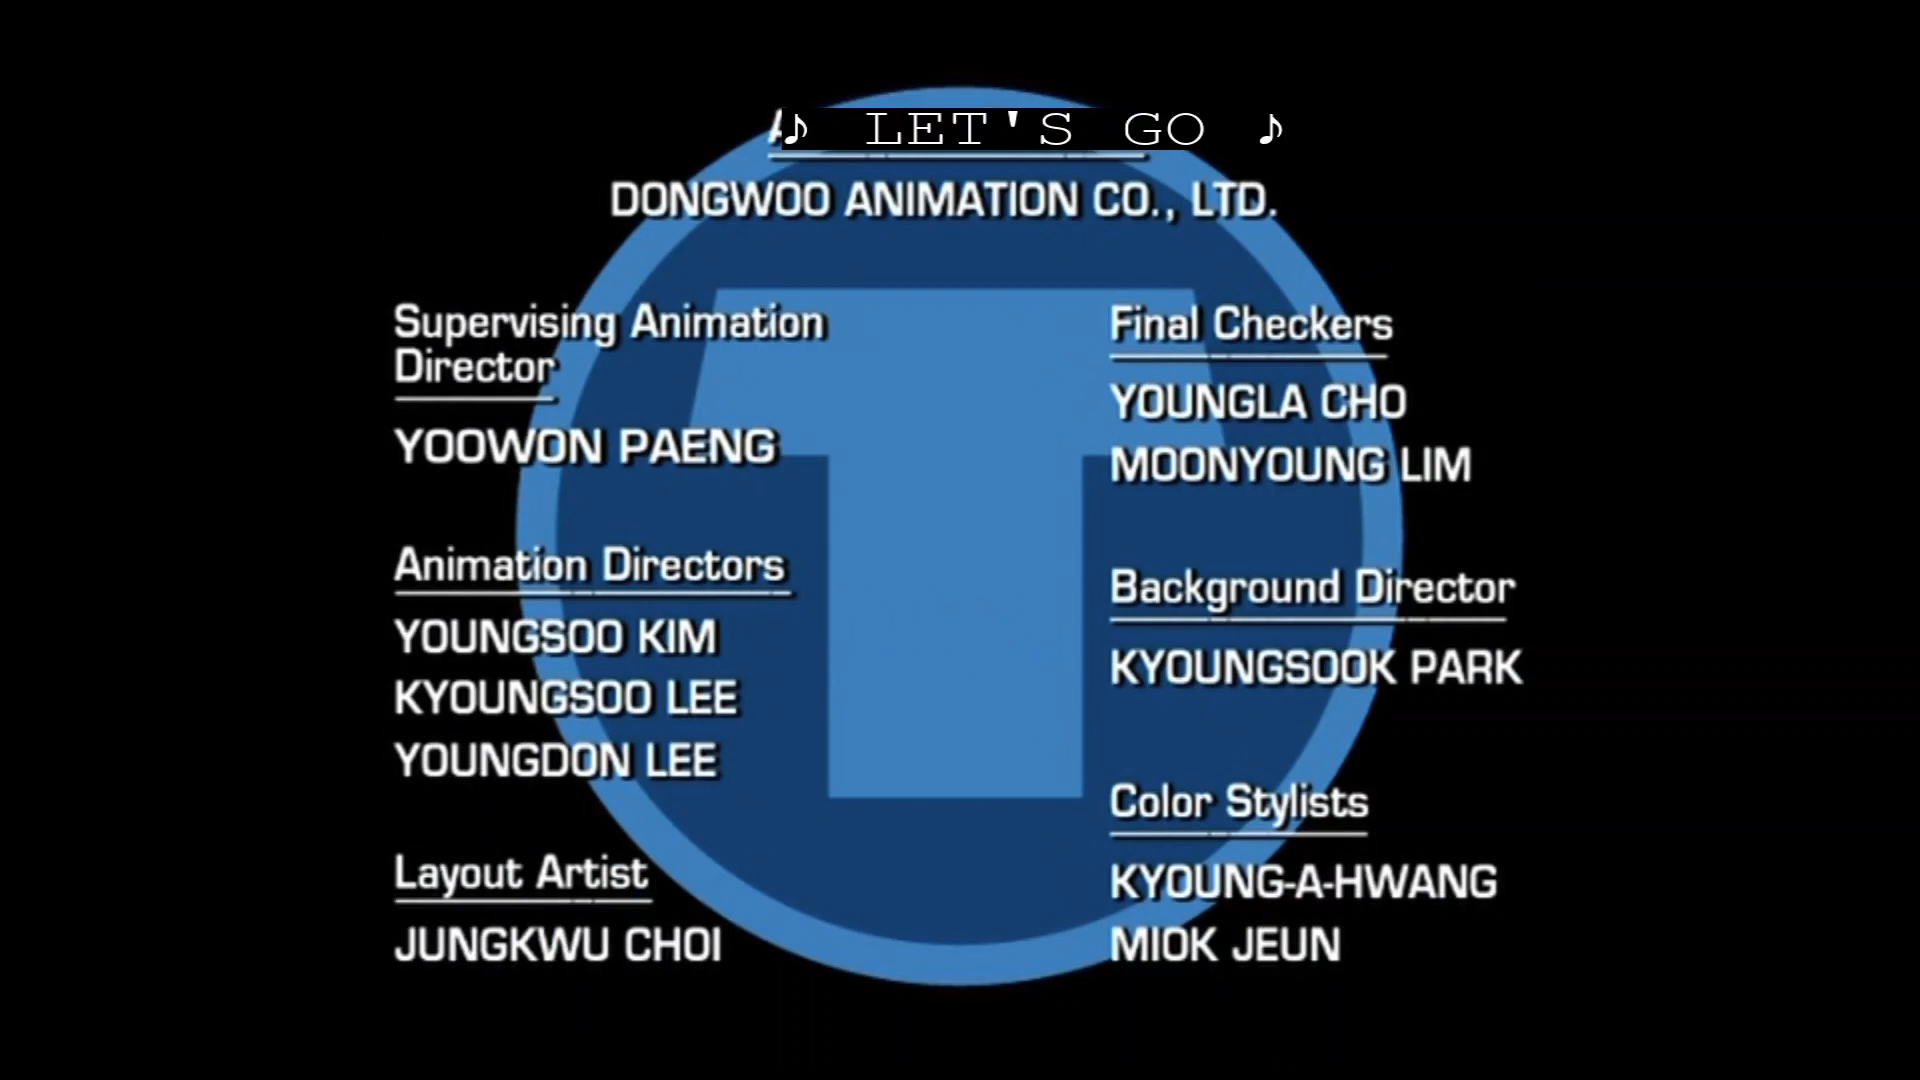 ♪ LET'S GO ♪
DONGWOO ANIMATION CO., LTD.
Supervising Animation
Director
YOOWON PAENG
Animation Directors
YOUNGSOO KIM
KYOUNGSOO LEE
YOUNGDON LEE
Layout Artist
JUNGKWU CHOI
Final Checkers
YOUNGLA CHO
MOONYOUNG LIM
Background Director
KYOUNGSOOK PARK
Color Stylists
KYOUNG-A-HWANG
MIOK JEUN